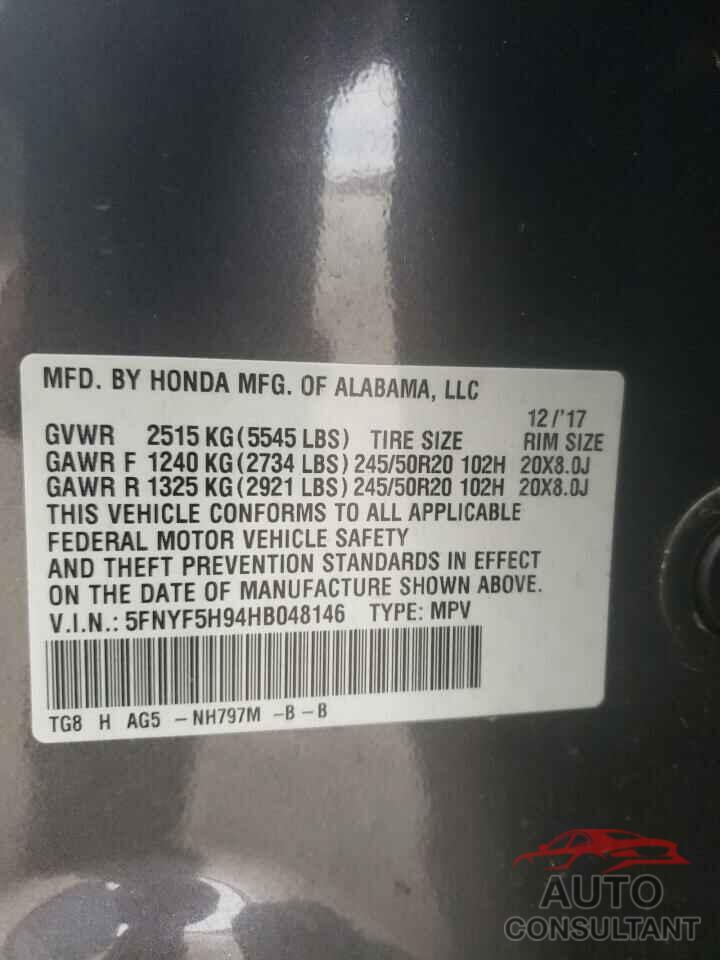 MFD. BY HONDA MFG. OF ALABAMA, LLC
12/'17
GVWR 2515 KG (5545 LBS) TIRE SIZE RIM SIZE
GAWR F 1240 KG (2734 LBS) 245/50R20 102H 20X8.0J
GAWR R 1325 KG (2921 LBS) 245/50R20 102H 20X8.0J
THIS VEHICLE CONFORMS TO ALL APPLICABLE
FEDERAL MOTOR VEHICLE SAFETY
AND THEFT PREVENTION STANDARDS IN EFFECT
ON THE DATE OF MANUFACTURE SHOWN ABOVE.
V.I.N.: 5FNYF5H94HB048146 TYPE: MPV
TG8 H AG5 -NH797M -B-B
AUTO
CONSULTANT